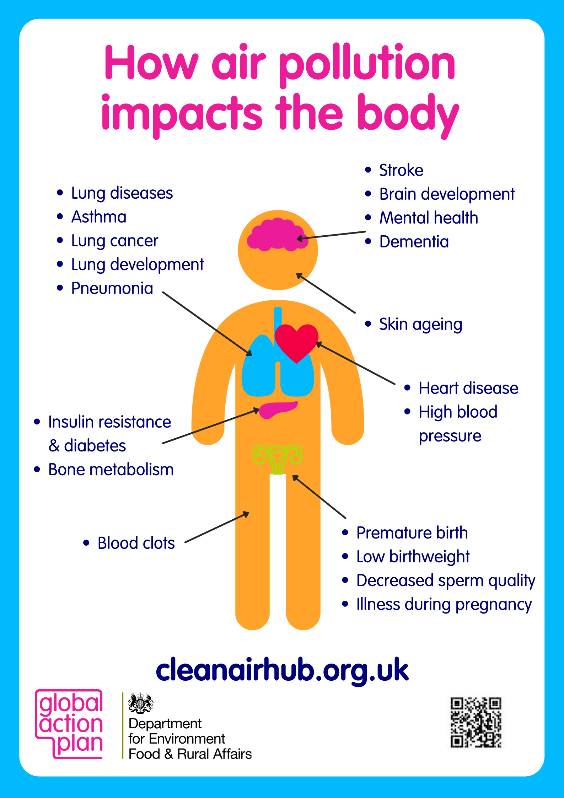 How air pollution
impacts the body
• Lung diseases
• Asthma
• Lung cancer
• Lung development
• Pneumonia
• Stroke
• Brain development
• Mental health
• Dementia
• Skin ageing
• Heart disease
• High blood
pressure
• Insulin resistance
& diabetes
• Bone metabolism
• Blood clots
• Premature birth
• Low birthweight
• Decreased sperm quality
• Illness during pregnancy
cleanairhub.org.uk
global
action
plan
Department
for Environment
Food & Rural Affairs